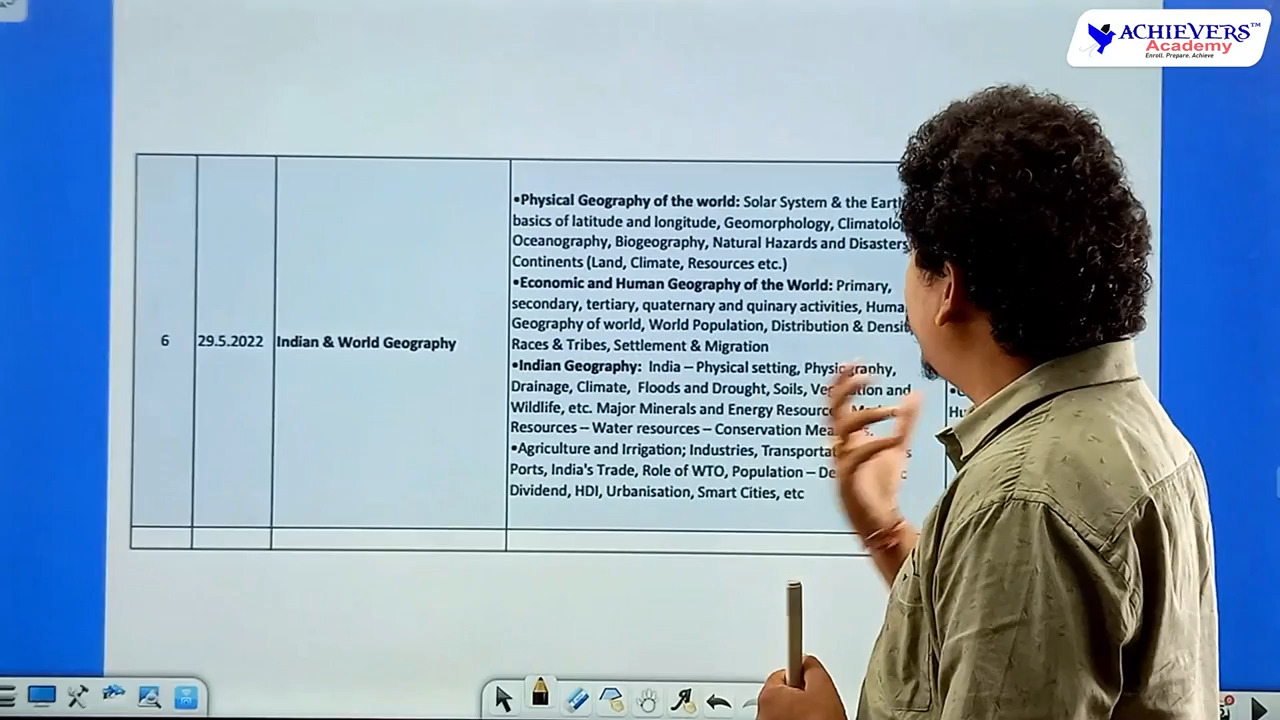 ACHIEVERS™
Academy
Enroll. Prepare. Achieve
•Physical Geography of the world: Solar System & the Earth
basics of latitude and longitude, Geomorphology,
Oceanography, Biogeography, Natural Hazards and Disasters
Continents (Land, Climate, Resources etc.)
•Economic and Human Geography of the World: Primary,
secondary, tertiary, quaternary and quinary activities,
Geography of world, World Population, Distribution &
Races & Tribes, Settlement & Migration
6 29.5.2022 Indian & World Geography
•Indian Geography: India – Physical setting, Physiography,
Drainage, Climate, Floods and Drought, Soils, and
Wildlife, etc. Major Minerals and Energy
Resources – Water resources – Conservation
•Agriculture and Irrigation; Industries,
Ports, India's Trade, Role of WTO, Population –
Dividend, HDI, Urbanisation, Smart Cities, etc